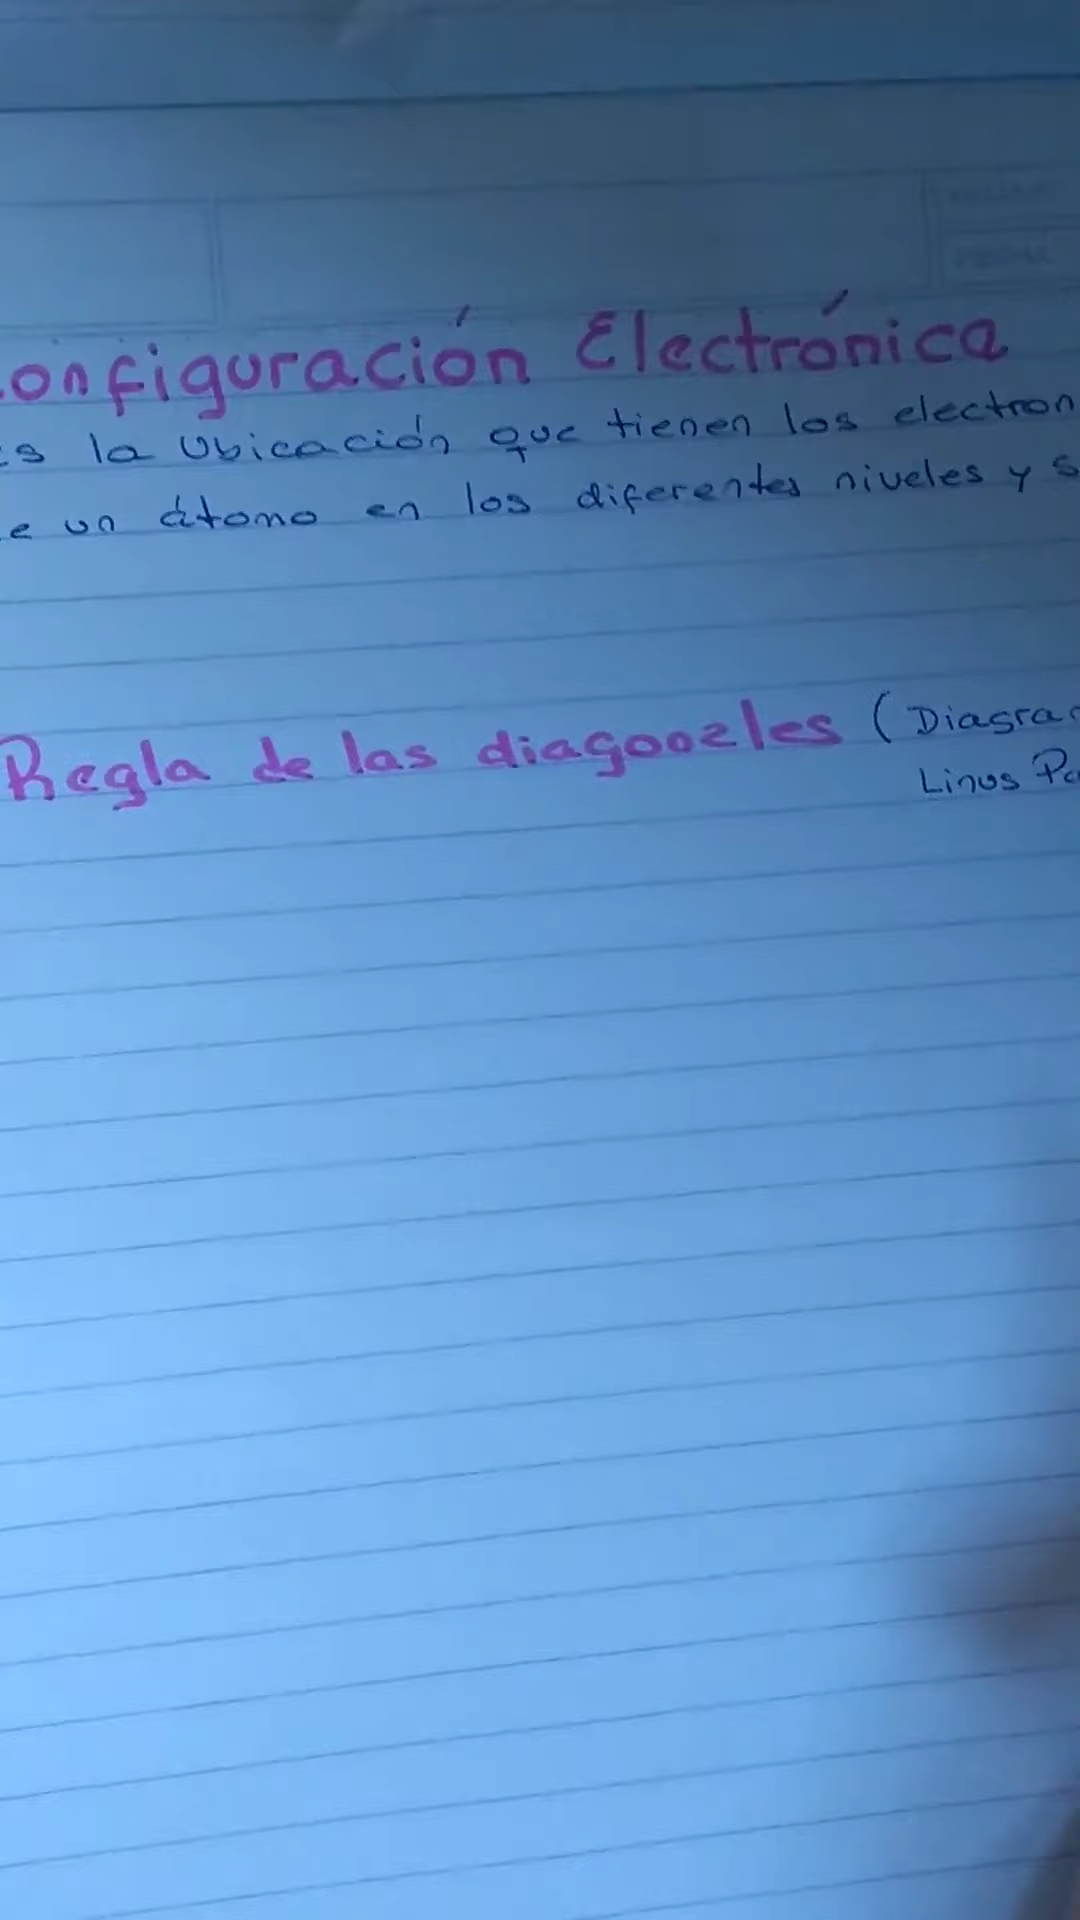 onfiguración Electrónica
s la Ubicación que tienen los electron
e un átomo en los diferentes niveles y s
Regla de las diagonales (Diagra
Linus Pa